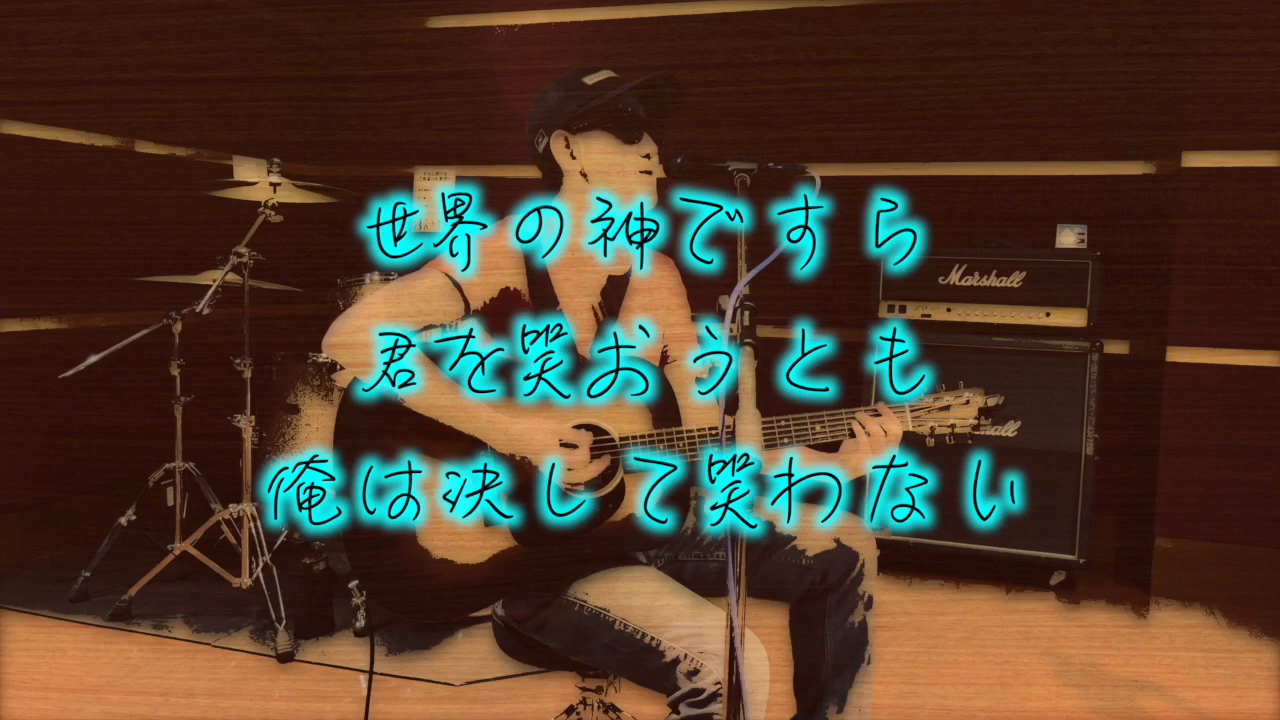 世界の神ですら
君を笑おうとも
俺は決して笑わない
Marshall